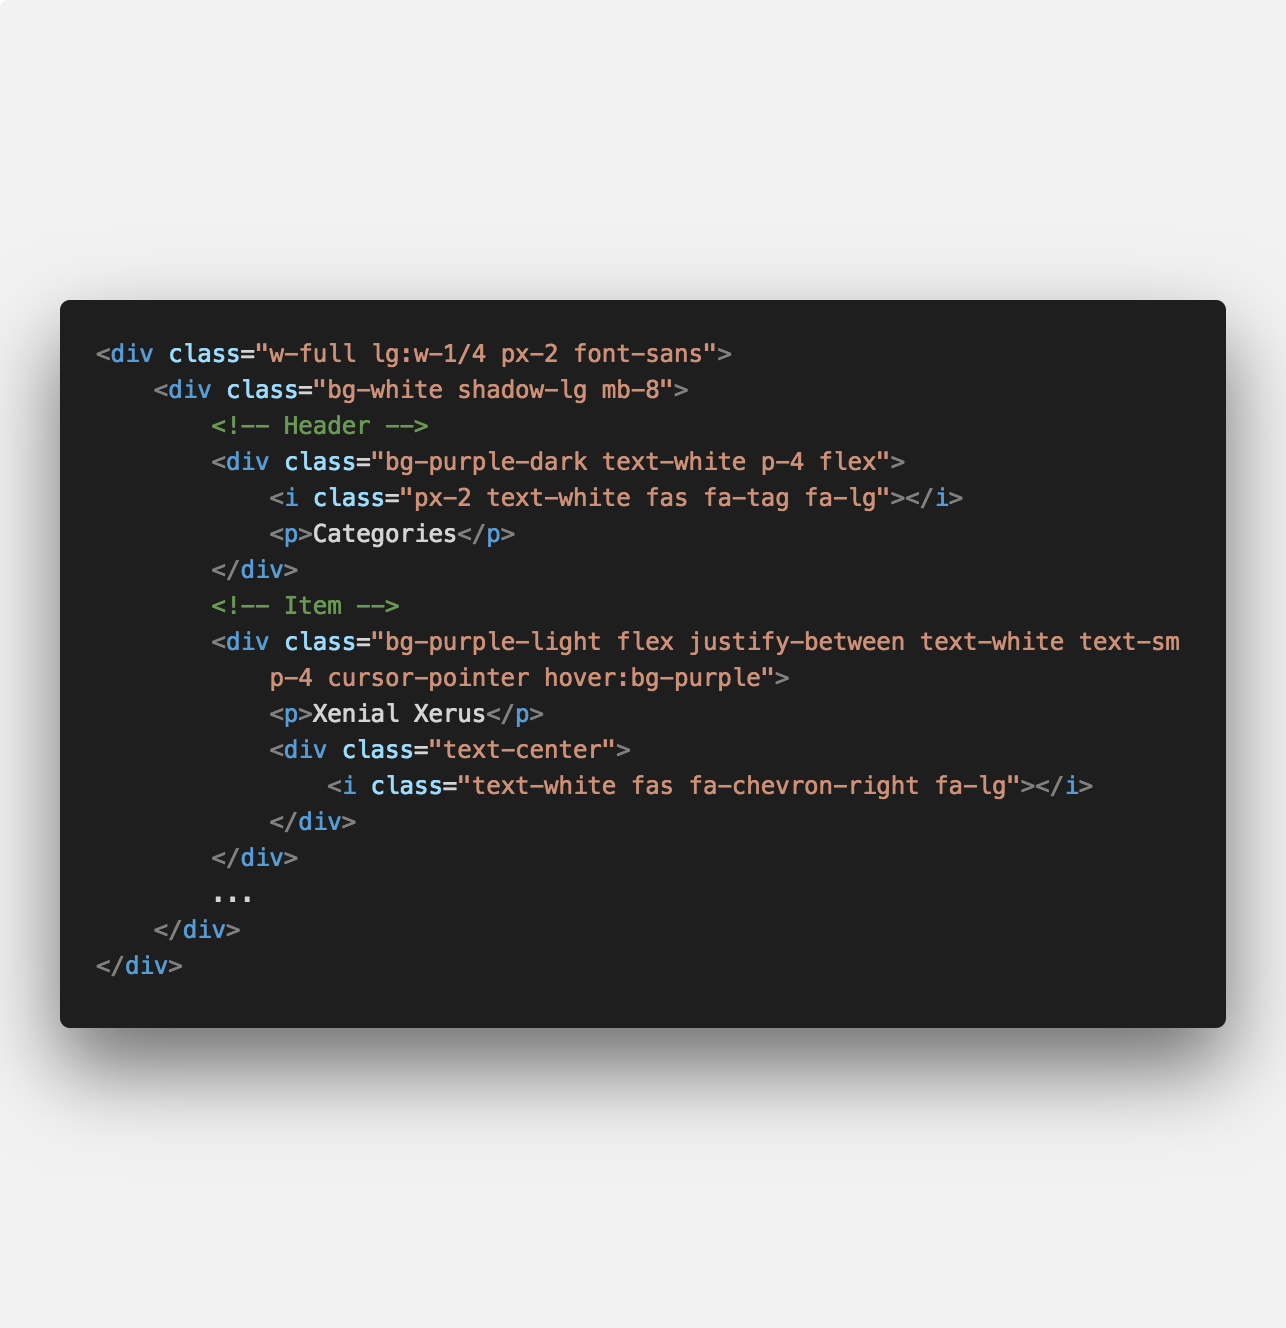 <div class="w-full lg:w-1/4 px-2 font-sans">
    <div class="bg-white shadow-lg mb-8">
        <!-- Header -->
        <div class="bg-purple-dark text-white p-4 flex">
            <i class="px-2 text-white fas fa-tag fa-lg"></i>
            <p>Categories</p>
        </div>
        <!-- Item -->
        <div class="bg-purple-light flex justify-between text-white text-sm
            p-4 cursor-pointer hover:bg-purple">
            <p>Xenial Xerus</p>
            <div class="text-center">
                <i class="text-white fas fa-chevron-right fa-lg"></i>
            </div>
        </div>
        ...
    </div>
</div>